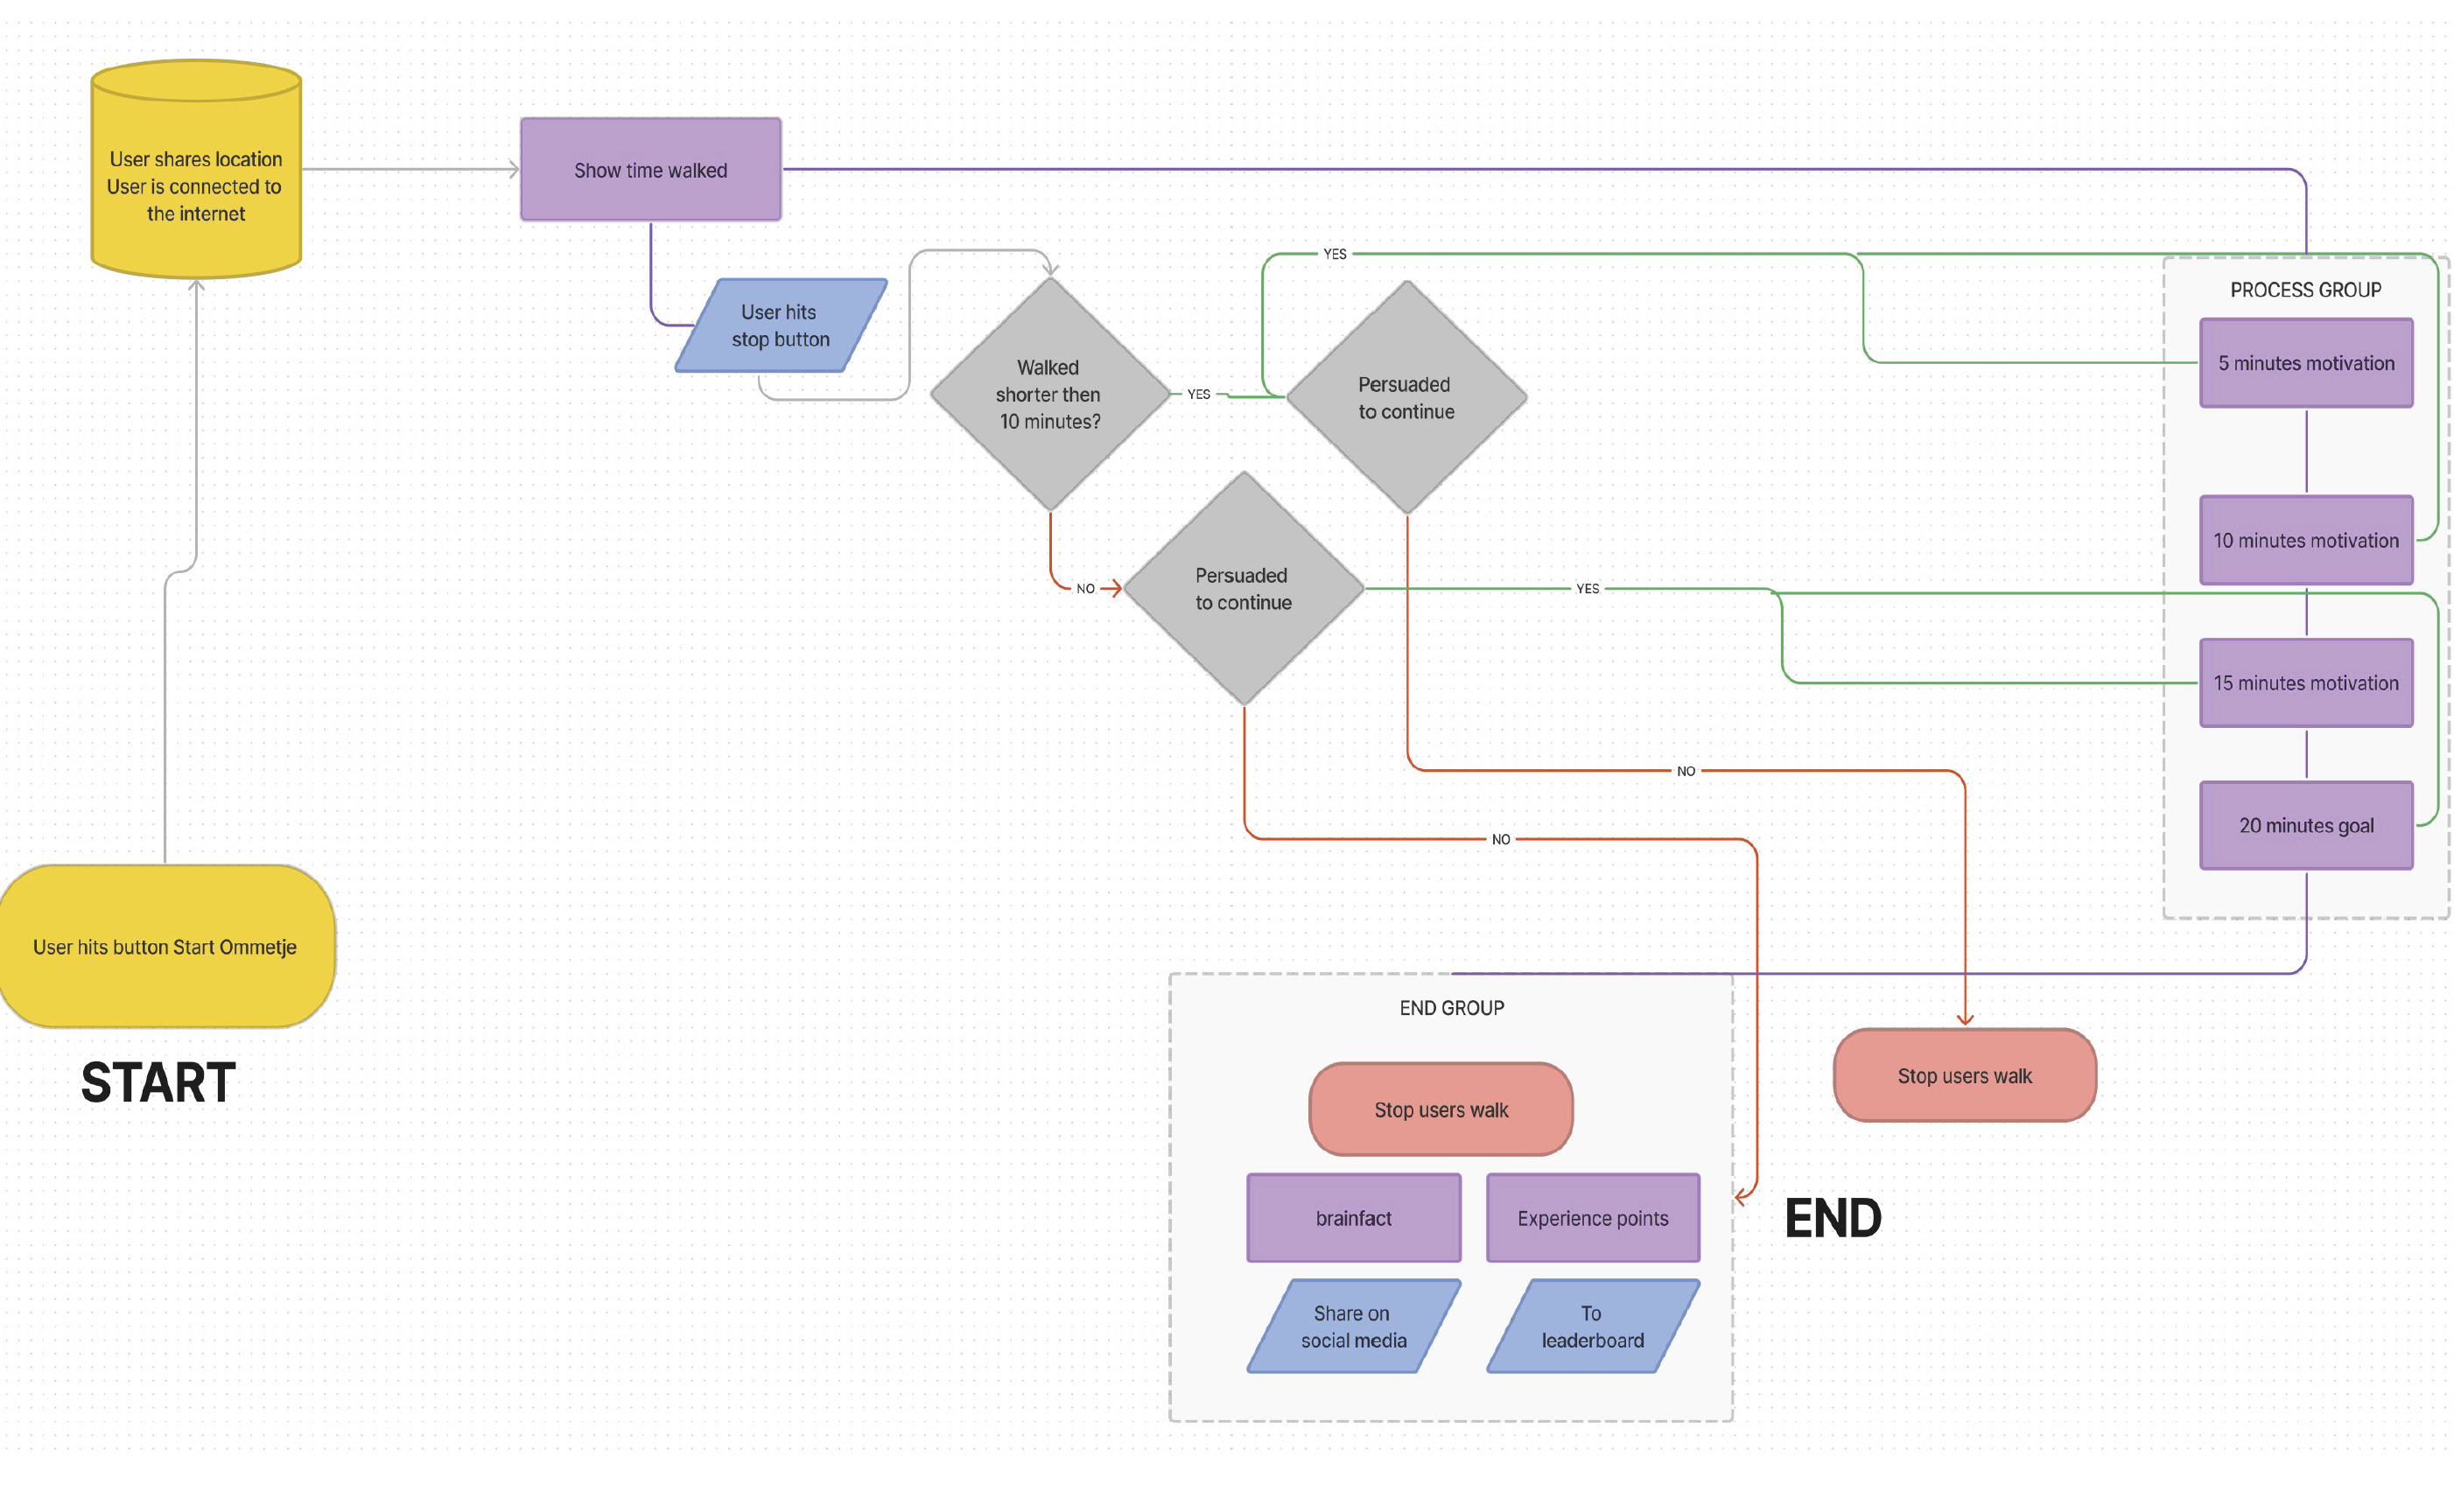 User shares location
User is connected to
the internet
Show time walked
User hits
stop button
Walked
shorter then
10 minutes?
YES
NO
Persuaded
to continue
YES
NO
Persuaded
to continue
YES
NO
PROCESS GROUP
5 minutes motivation
10 minutes motivation
15 minutes motivation
20 minutes goal
User hits button Start Ommetje
START
END GROUP
Stop users walk
brainfact
Experience points
Share on
social media
To
leaderboard
Stop users walk
END